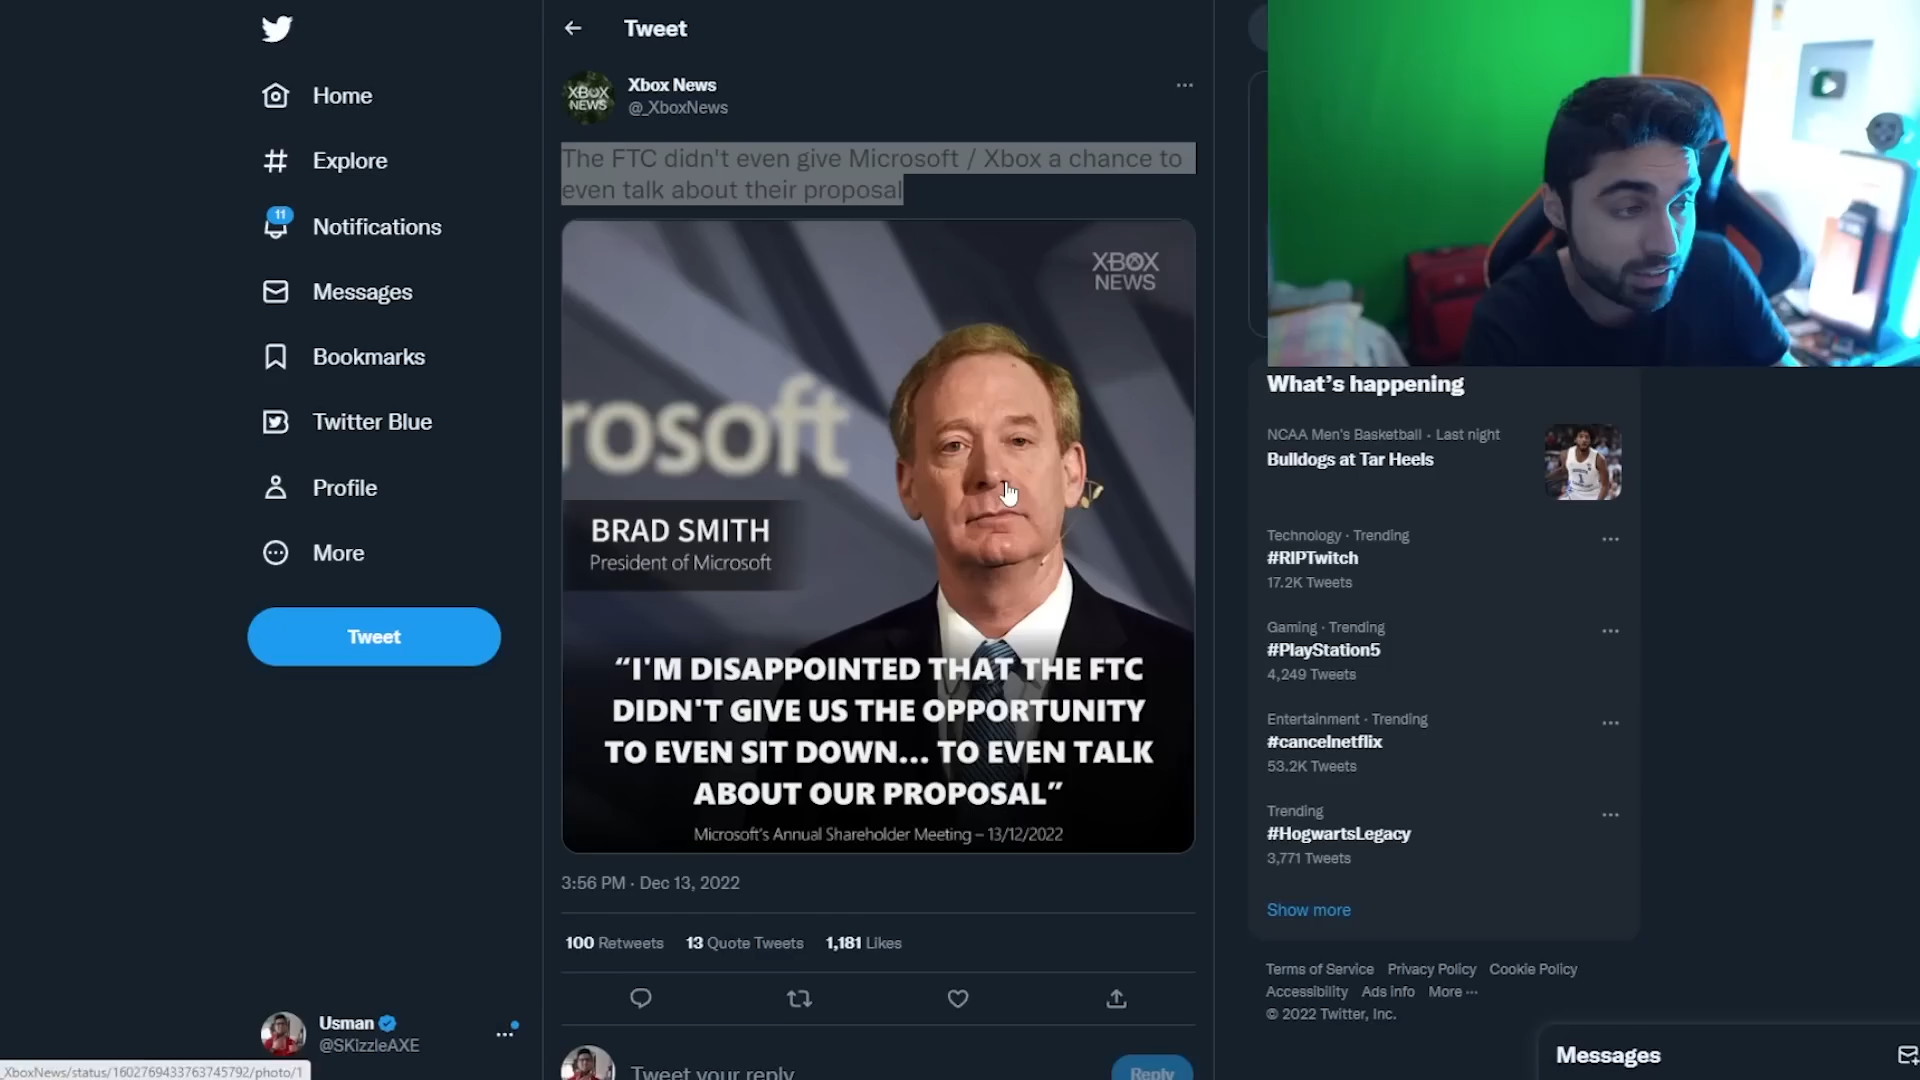 Home
Explore
11
Notifications
Messages
Bookmarks
Twitter Blue
Profile
More
Tweet
Usman
@SKizzleAXE
_XboxNews/status/1602769433763745792/photo/1
Tweet
XBOX
NEWS
Xbox News
@_XboxNews
The FTC didn't even give Microsoft / Xbox a chance to
even talk about their proposal
XBOX
NEWS
rosoft
BRAD SMITH
President of Microsoft
“I'M DISAPPOINTED THAT THE FTC
DIDN'T GIVE US THE OPPORTUNITY
TO EVEN SIT DOWN... TO EVEN TALK
ABOUT OUR PROPOSAL”
Microsoft's Annual Shareholder Meeting – 13/12/2022
3:56 PM · Dec 13, 2022
100 Retweets 13 Quote Tweets 1,181 Likes
Tweet your reply
Reply
What's happening
NCAA Men's Basketball · Last night
Bulldogs at Tar Heels
Technology · Trending
#RIPTwitch
17.2K Tweets
Gaming · Trending
#PlayStation5
4,249 Tweets
Entertainment · Trending
#cancelnetflix
53.2K Tweets
Trending
#HogwartsLegacy
3,771 Tweets
Show more
Terms of Service Privacy Policy Cookie Policy
Accessibility Ads info More ···
© 2022 Twitter, Inc.
Messages